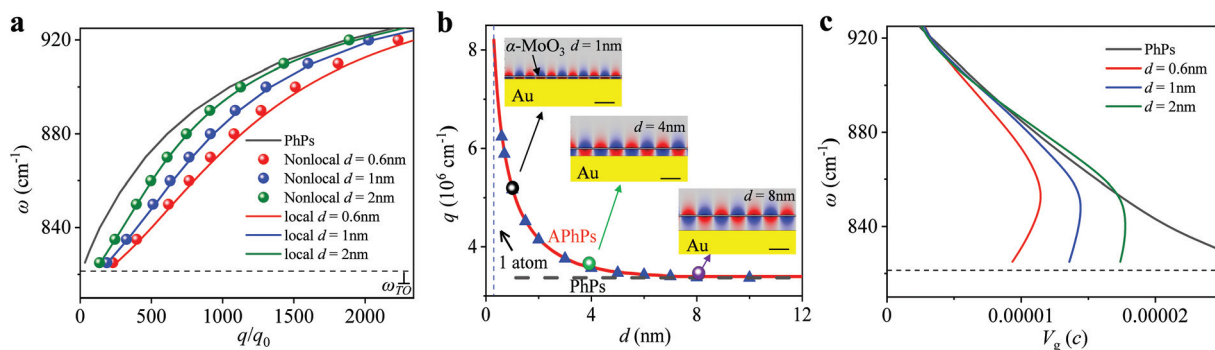 a
ω (cm⁻¹)
920
880
840
PhPs
Nonlocal d = 0.6nm
Nonlocal d = 1nm
Nonlocal d = 2nm
local d = 0.6nm
local d = 1nm
local d = 2nm
ω⊥TO
0 500 1000 1500 2000
q/q₀
b
q (10⁶ cm⁻¹)
8
6
4
α-MoO₃ d = 1nm
Au
d = 4nm
Au
d = 8nm
Au
APhPs
1 atom
PhPs
0 4 8 12
d (nm)
c
ω (cm⁻¹)
920
880
840
PhPs
d = 0.6nm
d = 1nm
d = 2nm
0.00001 0.00002
Vg (c)